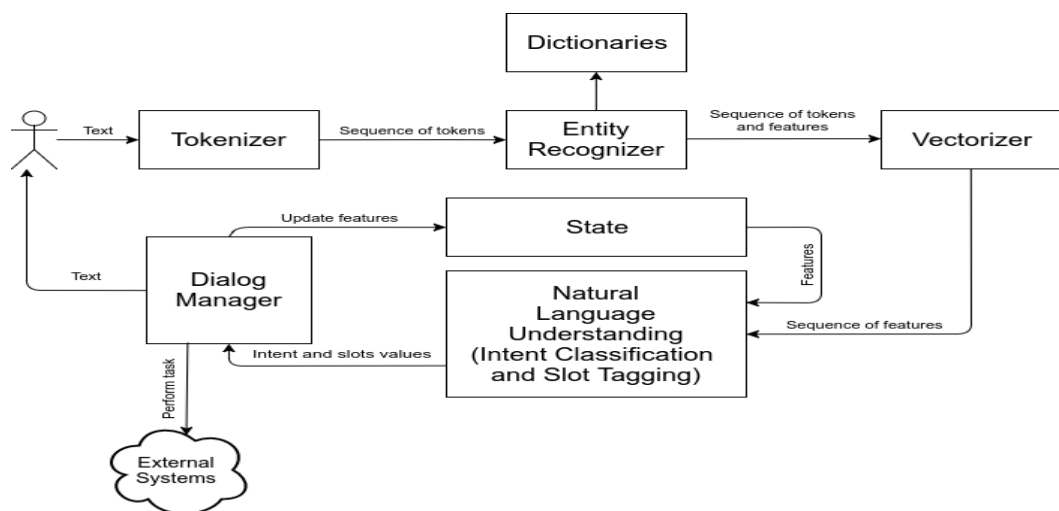 Dictionaries
Text
Tokenizer
Sequence of tokens
Entity
Recognizer
Sequence of tokens
and features
Vectorizer
Update features
State
Features
Text
Dialog
Manager
Natural
Language
Understanding
(Intent Classification
and Slot Tagging)
Sequence of features
Intent and slots values
Perform task
External
Systems